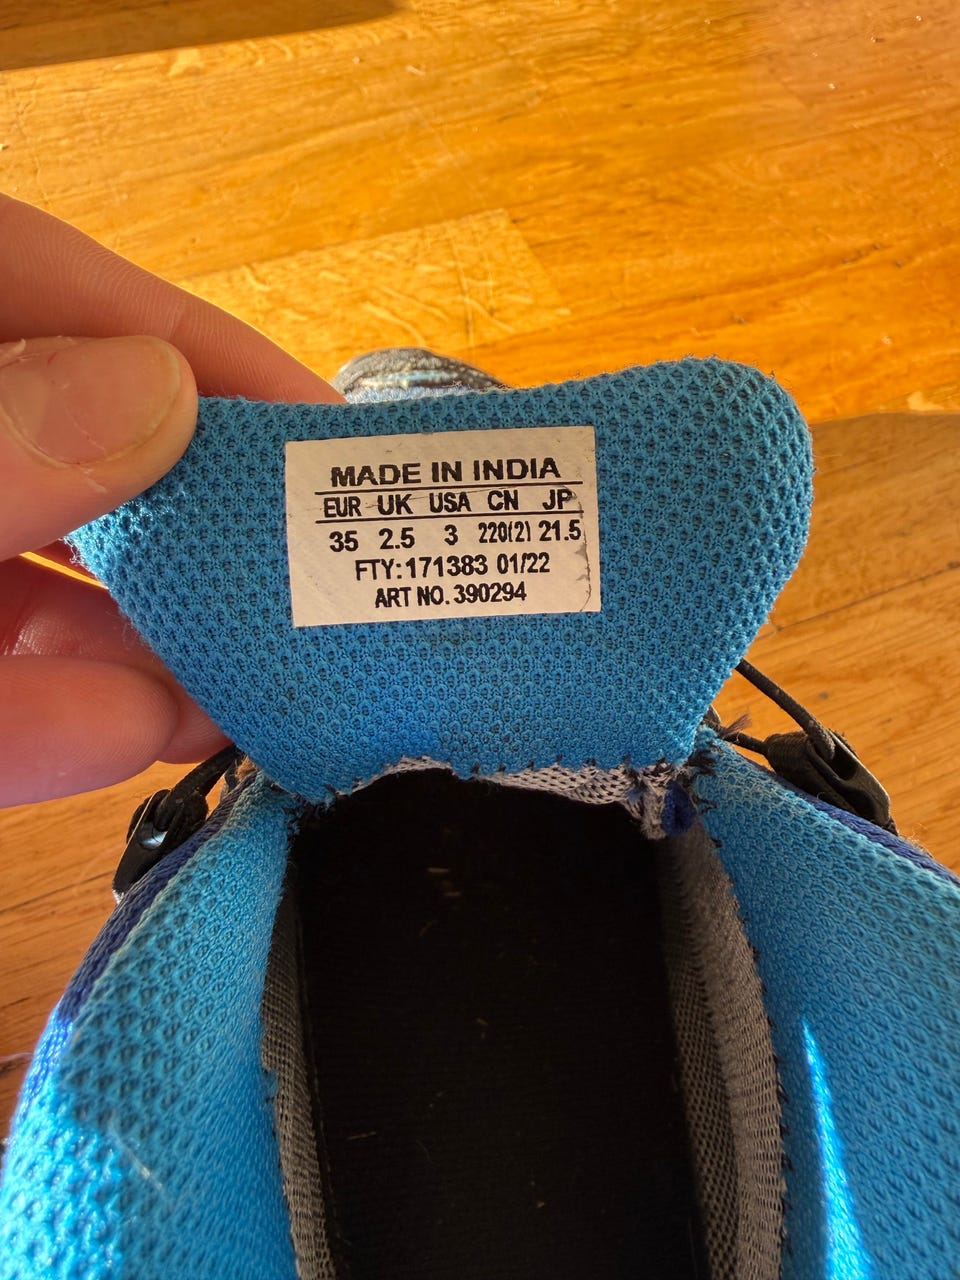 MADE IN INDIA
EUR UK USA CN JP
35 2.5 3 220(2) 21.5
FTY: 171383 01/22
ART NO. 390294